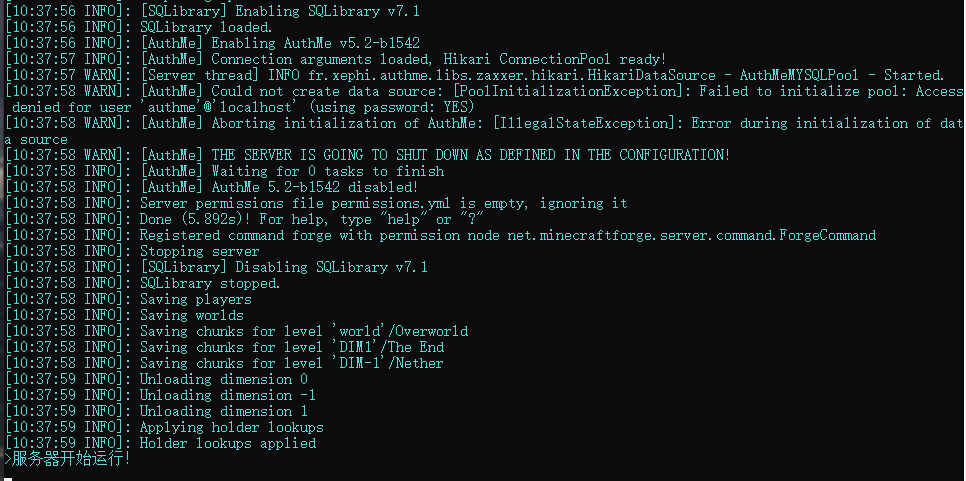 [10:37:56 INFO]: [SQLibrary] Enabling SQLibrary v7.1
[10:37:56 INFO]: SQLibrary loaded.
[10:37:56 INFO]: [AuthMe] Enabling AuthMe v5.2-b1542
[10:37:57 INFO]: [AuthMe] Connection arguments loaded, Hikari ConnectionPool ready!
[10:37:57 WARN]: [Server thread] INFO fr.xephi.authme.libs.zaxxer.hikari.HikariDataSource - AuthMeMYSQLPool - Started.
[10:37:58 WARN]: [AuthMe] Could not create data source: [PoolInitializationException]: Failed to initialize pool: Access
denied for user 'authme'@'localhost' (using password: YES)
[10:37:58 WARN]: [AuthMe] Aborting initialization of AuthMe: [IllegalStateException]: Error during initialization of dat
a source
[10:37:58 WARN]: [AuthMe] THE SERVER IS GOING TO SHUT DOWN AS DEFINED IN THE CONFIGURATION!
[10:37:58 INFO]: [AuthMe] Waiting for 0 tasks to finish
[10:37:58 INFO]: [AuthMe] AuthMe 5.2-b1542 disabled!
[10:37:58 INFO]: Server permissions file permissions.yml is empty, ignoring it
[10:37:58 INFO]: Done (5.892s)! For help, type "help" or "?"
[10:37:58 INFO]: Registered command forge with permission node net.minecraftforge.server.command.ForgeCommand
[10:37:58 INFO]: Stopping server
[10:37:58 INFO]: [SQLibrary] Disabling SQLibrary v7.1
[10:37:58 INFO]: SQLibrary stopped.
[10:37:58 INFO]: Saving players
[10:37:58 INFO]: Saving worlds
[10:37:58 INFO]: Saving chunks for level 'world'/Overworld
[10:37:58 INFO]: Saving chunks for level 'DIM1'/The End
[10:37:58 INFO]: Saving chunks for level 'DIM-1'/Nether
[10:37:59 INFO]: Unloading dimension 0
[10:37:59 INFO]: Unloading dimension -1
[10:37:59 INFO]: Unloading dimension 1
[10:37:59 INFO]: Applying holder lookups
[10:37:59 INFO]: Holder lookups applied
>服务器开始运行!